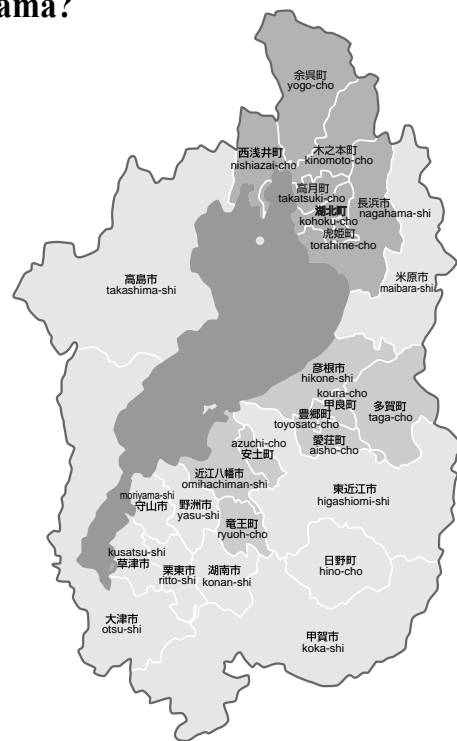 ama?
余呉町
yogo-cho
木之本町
kinomoto-cho
西浅井町
nishiazai-cho
高月町
takatsuki-cho
長浜市
nagahama-shi
湖北町
kohoku-cho
虎姫町
torahime-cho
高島市
takashima-shi
米原市
maibara-shi
彦根市
hikone-shi
koura-cho
甲良町
多賀町
taga-cho
豊郷町
toyosato-cho
愛荘町
aisho-cho
azuchi-cho
安土町
近江八幡市
omihachiman-shi
東近江市
higashiomi-shi
moriyama-shi
守山市
野洲市
yasu-shi
竜王町
ryuoh-cho
kusatsu-shi
草津市
栗東市
ritto-shi
湖南市
konan-shi
日野町
hino-cho
大津市
otsu-shi
甲賀市
koka-shi